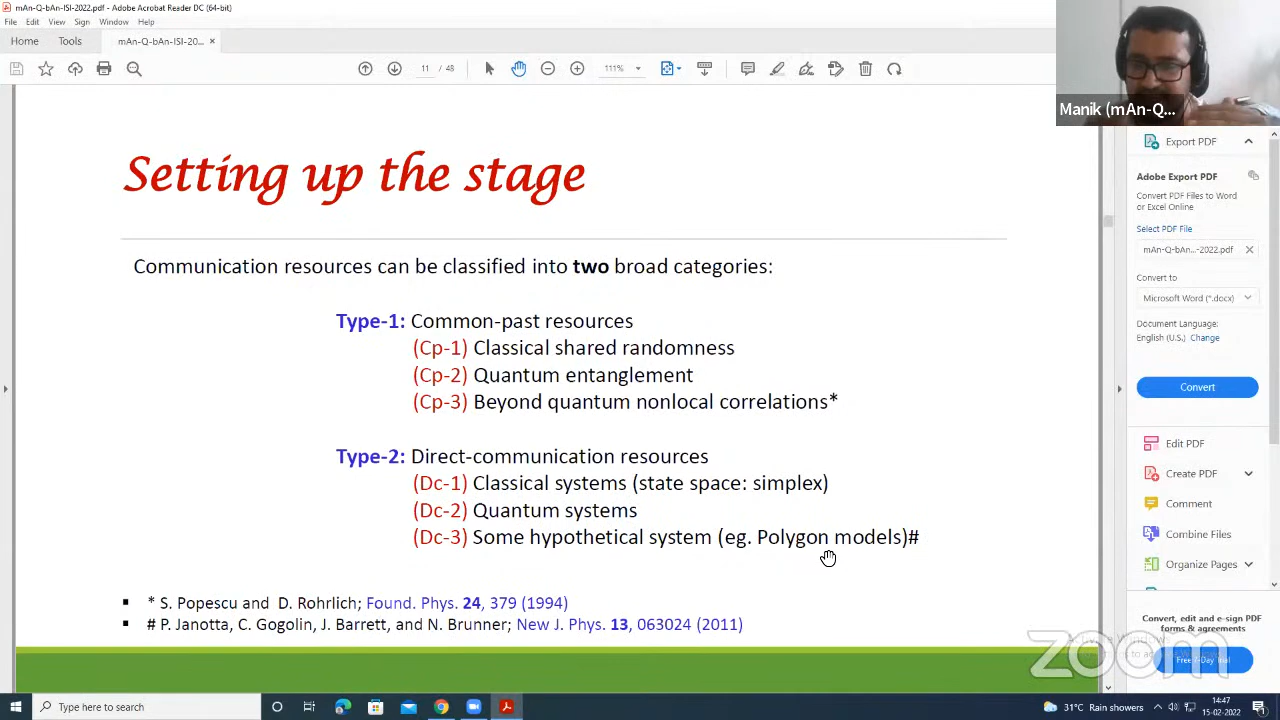 mAn-Q-bAn-ISI-2022.pdf - Adobe Acrobat Reader DC (64-bit)
File Edit View Sign Window Help
Home Tools mAn-Q-bAn-ISI-20... ×
11 / 48 111%
Manik (mAn-Q...
Setting up the stage
Communication resources can be classified into two broad categories:
Type-1: Common-past resources
(Cp-1) Classical shared randomness
(Cp-2) Quantum entanglement
(Cp-3) Beyond quantum nonlocal correlations*
Type-2: Direct-communication resources
(Dc-1) Classical systems (state space: simplex)
(Dc-2) Quantum systems
(Dc-3) Some hypothetical system (eg. Polygon models)#
* S. Popescu and D. Rohrlich; Found. Phys. 24, 379 (1994)
# P. Janotta, C. Gogolin, J. Barrett, and N. Brunner; New J. Phys. 13, 063024 (2011)
Export PDF
Adobe Export PDF
Convert PDF Files to Word
or Excel Online
Select PDF File
mAn-Q-bAn...-2022.pdf
Convert to
Microsoft Word (*.docx)
Document Language:
English (U.S.) Change
Convert
Edit PDF
Create PDF
Comment
Combine Files
Organize Pages
Convert, edit and e-sign PDF
forms & agreements
Free 7-Day Trial
zoom
Type here to search
31°C Rain showers
14:47
15-02-2022